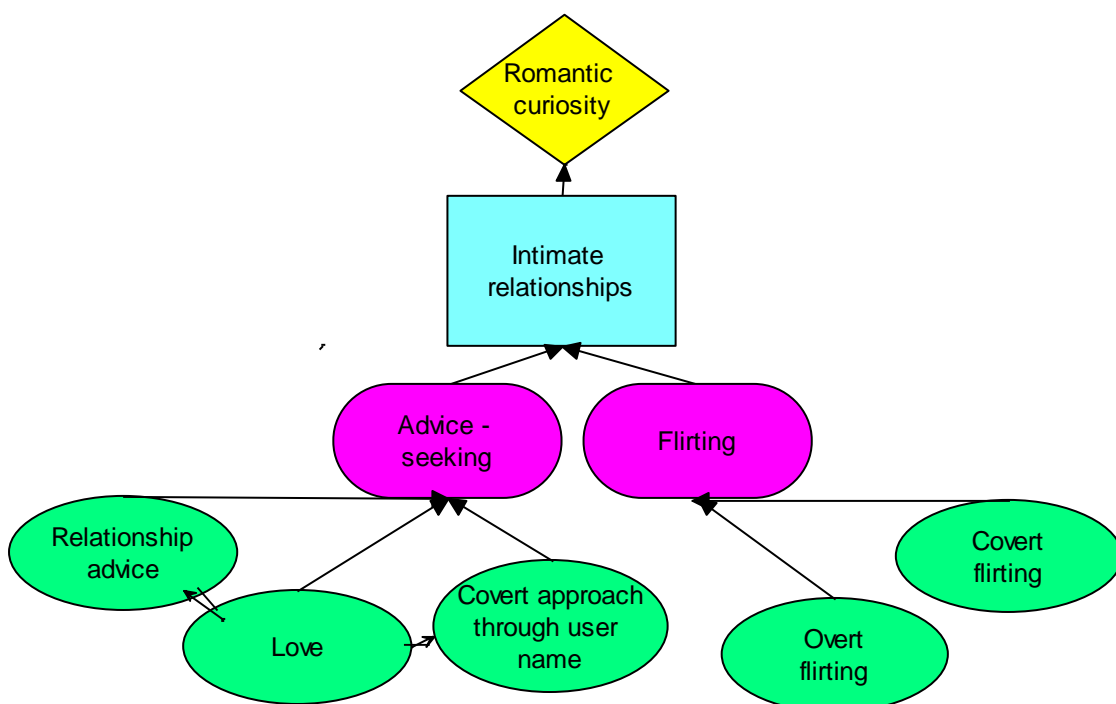 Romantic
curiosity
Intimate
relationships
Advice -
seeking
Flirting
Relationship
advice
Love
Covert approach
through user
name
Overt
flirting
Covert
flirting